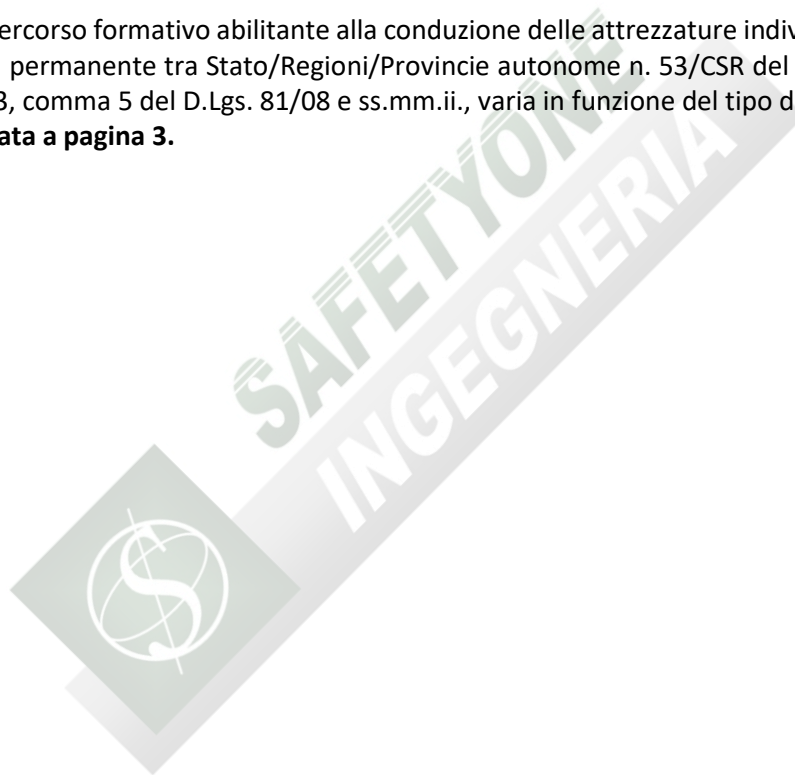 ercorso formativo abilitante alla conduzione delle attrezzature indiv
permanente tra Stato/Regioni/Provincie autonome n. 53/CSR del
3, comma 5 del D.Lgs. 81/08 e ss.mm.ii., varia in funzione del tipo d
ata a pagina 3.
SAFETYONE
INGEGNERIA
S